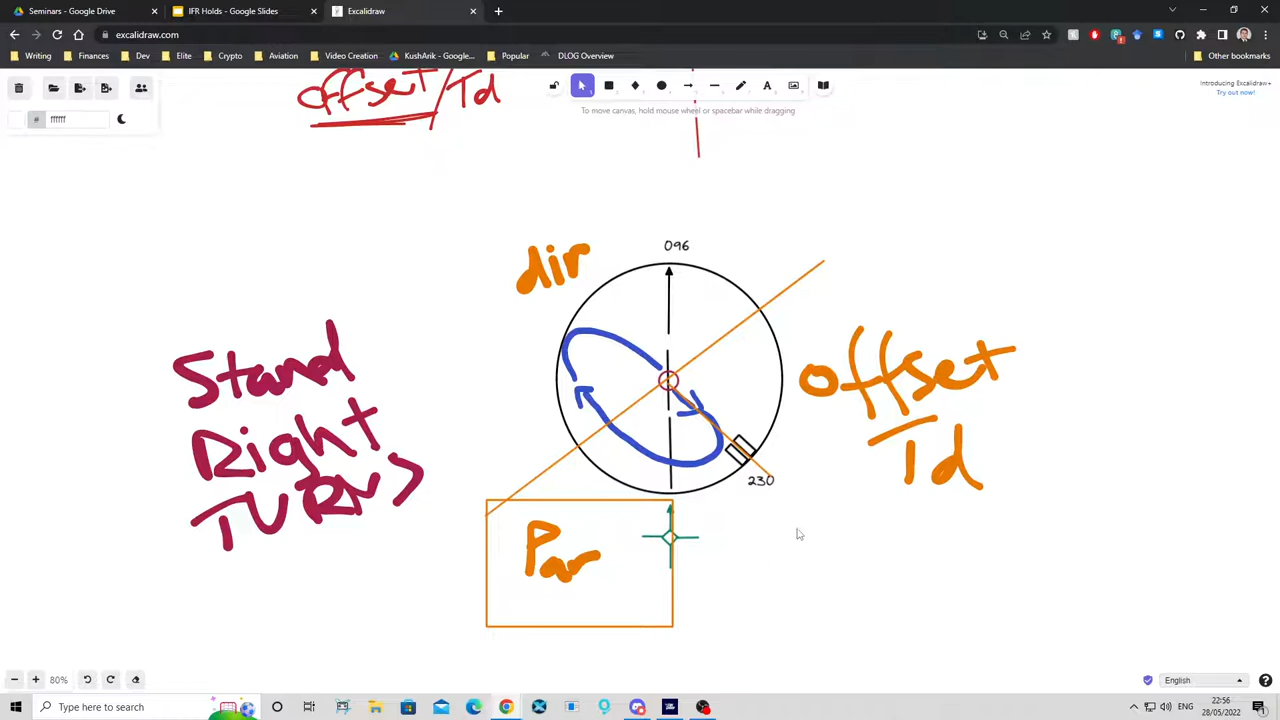 Seminars - Google Drive
IFR Holds - Google Slides
Excalidraw
excalidraw.com
Writing
Finances
Dev
Elite
Crypto
Aviation
Video Creation
KushArik - Google...
Popular
DLOG Overview
Other bookmarks
offset/Td
To move canvas, hold mouse wheel or spacebar while dragging
Introducing Excalidraw+
Try out now!
# ffffff
096
dir
Stand
Right
TURN>
offset
Td
230
Par
80%
English
Type here to search
22:56
28/05/2022